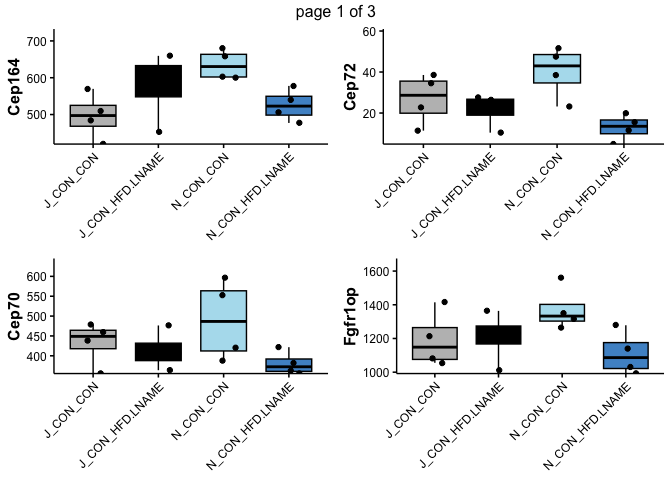 page 1 of 3
Cep164
700
600
500
J_CON_CON
J_CON_HFD.LNAME
N_CON_CON
N_CON_HFD.LNAME
Cep72
60
40
20
J_CON_CON
J_CON_HFD.LNAME
N_CON_CON
N_CON_HFD.LNAME
Cep70
600
550
500
450
400
J_CON_CON
J_CON_HFD.LNAME
N_CON_CON
N_CON_HFD.LNAME
Fgfr1op
1600
1400
1200
1000
J_CON_CON
J_CON_HFD.LNAME
N_CON_CON
N_CON_HFD.LNAME